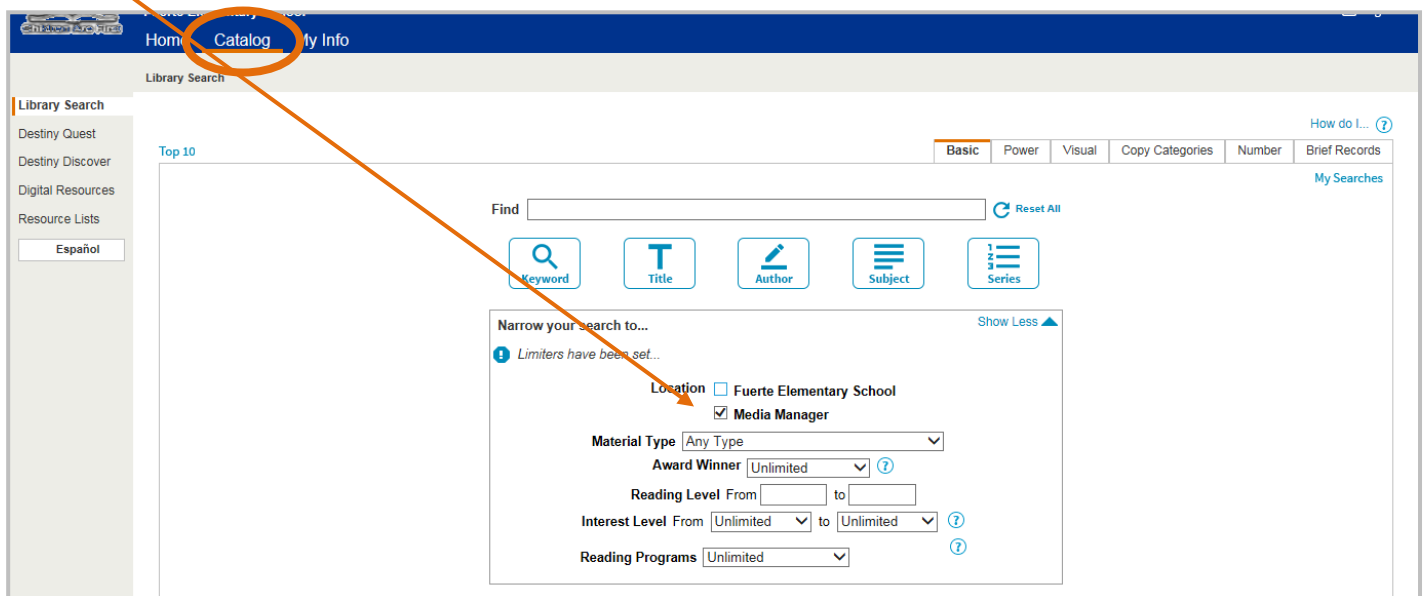 Home Catalog My Info
Library Search
Library Search
Destiny Quest
Destiny Discover
Digital Resources
Resource Lists
Español
How do I... ?
Top 10
Basic Power Visual Copy Categories Number Brief Records
My Searches
Find
Reset All
Keyword Title Author Subject Series
Narrow your search to...
Show Less
Limiters have been set...
Location Fuerte Elementary School
Media Manager
Material Type Any Type
Award Winner Unlimited ?
Reading Level From to
Interest Level From Unlimited to Unlimited ?
?
Reading Programs Unlimited